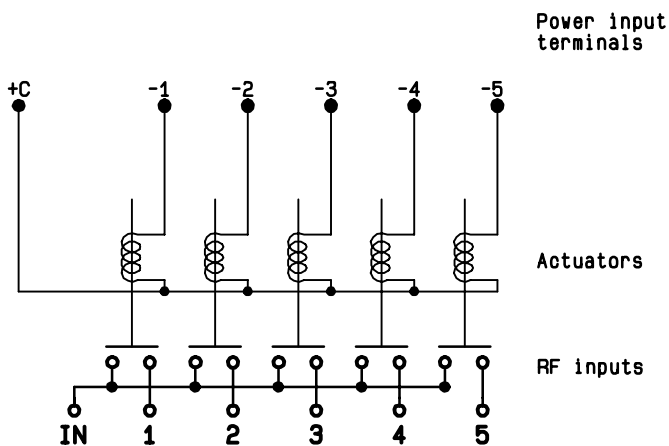 Power input
terminals
+C -1 -2 -3 -4 -5
Actuators
RF inputs
IN 1 2 3 4 5